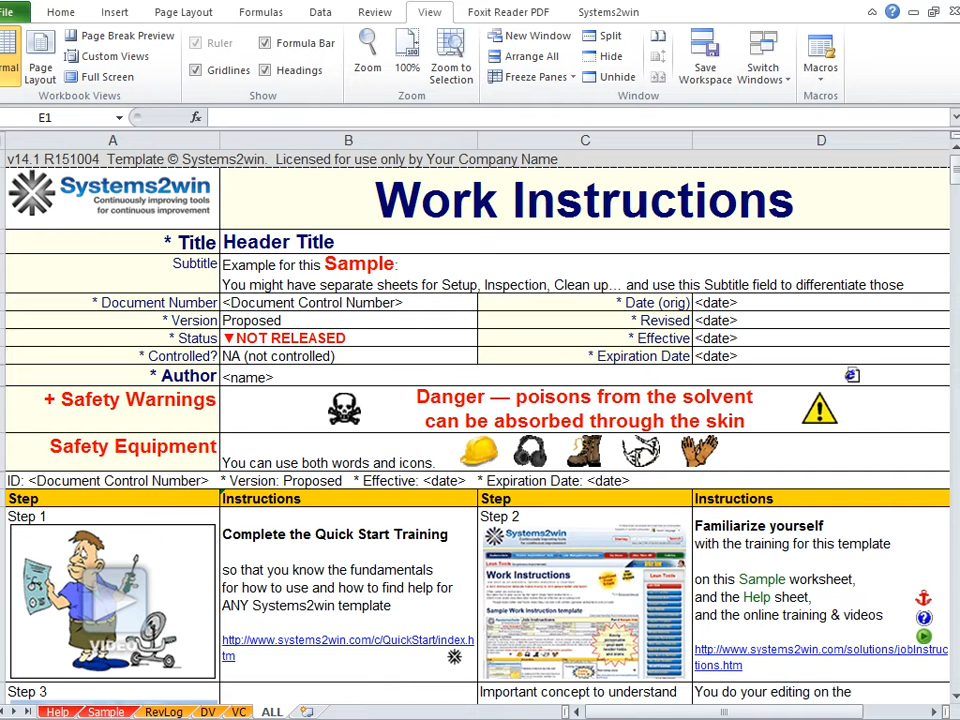 File Home Insert Page Layout Formulas Data Review View Foxit Reader PDF Systems2win
Page Break Preview Ruler Formula Bar New Window Split
Page Layout Custom Views Gridlines Headings Zoom 100% Zoom to Selection Arrange All Hide Save Workspace Switch Windows Macros
Full Screen Freeze Panes Unhide
Workbook Views Show Zoom Window Macros
E1 fx
A B C D
v14.1 R151004 Template © Systems2win. Licensed for use only by Your Company Name
Systems2win
Continuously improving tools
for continuous improvement
Work Instructions
* Title Header Title
Subtitle Example for this Sample:
You might have separate sheets for Setup, Inspection, Clean up... and use this Subtitle field to differentiate those
* Document Number <Document Control Number> * Date (orig) <date>
* Version Proposed * Revised <date>
* Status ▼NOT RELEASED * Effective <date>
* Controlled? NA (not controlled) * Expiration Date <date>
* Author <name>
+ Safety Warnings Danger — poisons from the solvent
can be absorbed through the skin
Safety Equipment You can use both words and icons.
ID: <Document Control Number> * Version: Proposed * Effective: <date> * Expiration Date: <date>
Step Instructions Step Instructions
Step 1
VIDEO
Complete the Quick Start Training
so that you know the fundamentals
for how to use and how to find help for
ANY Systems2win template
http://www.systems2win.com/c/QuickStart/index.h
tm
Step 2
Systems2win
Work Instructions
Sample Work Instruction template
Familiarize yourself
with the training for this template
on this Sample worksheet,
and the Help sheet,
and the online training & videos
http://www.systems2win.com/solutions/jobInstruc
tions.htm
Step 3 Important concept to understand You do your editing on the
Help Sample RevLog DV VC ALL